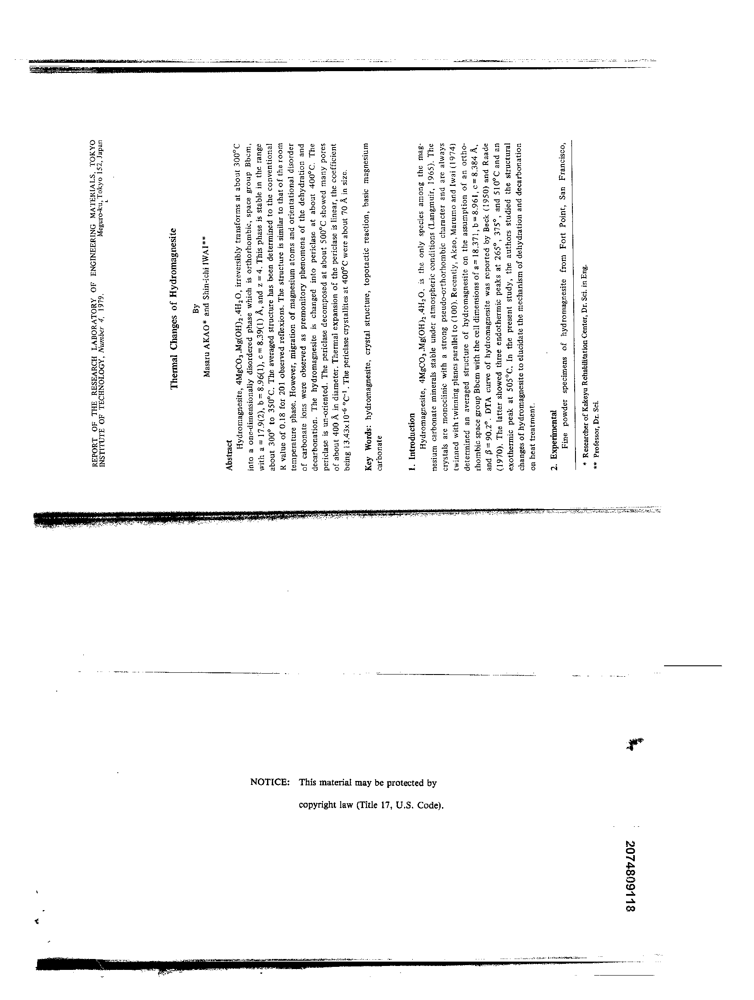 REPORT OF THE RESEARCH LABORATORY OF ENGINEERING MATERIALS, TOKYO
INSTITUTE OF TECHNOLOGY, Number 4, 1979. Meguro-ku, Tokyo 152, Japan
Thermal Changes of Hydromagnesite
By
Masaru AKAO* and Shin-ichi IWAI**
Abstract
Hydromagnesite, 4MgCO₃.Mg(OH)₂.4H₂O, irreversibly transforms at about 300°C
into a one-dimensionally disordered phase which is orthorhombic, space group Bbcm,
with a = 17.9(2), b = 8.96(1), c = 8.39(1) Å, and z = 4. This phase is stable in the range
about 300° to 350°C. The averaged structure has been determined to the conventional
R value of 0.18 for 201 observed reflexions. The structure is similar to that of the room
temperature phase. However, migration of magnesium atoms and orientational disorder
of carbonate ions were observed as premonitory phenomena of the dehydration and
decarbonation. The hydromagnesite is changed into periclase at about 400°C. The
periclase is un-oriented. The periclase decomposed at about 500°C showed many pores
of about 400 Å in diameter. Thermal expansion of the periclase is linear, the coefficient
being 13.43x10⁻⁶ °C⁻¹. The periclase crystallites at 400°C were about 70 Å in size.
Key Words: hydromagnesite, crystal structure, topotactic reaction, basic magnesium
carbonate
1. Introduction
Hydromagnesite, 4MgCO₃.Mg(OH)₂.4H₂O, is the only species among the mag-
nesium carbonate minerals stable under atmospheric conditions (Langmuir, 1965). The
crystals are monoclinic with a strong pseudo-orthorhombic character and are always
twinned with twinning planes parallel to (100). Recently, Akao, Marumo and Iwai (1974)
determined an averaged structure of hydromagnesite on the assumption of an ortho-
rhombic space group Bbcm with the cell dimensions of a = 18.371, b = 8.961, c = 8.384 Å,
and β = 90.2°. DTA curve of hydromagnesite was reported by Beck (1950) and Raade
(1970). The latter showed three endothermic peaks at 265°, 375°, and 510°C and an
exothermic peak at 505°C. In the present study, the authors studied the structural
changes of hydromagnesite to elucidate the mechanism of dehydration and decarbonation
on heat treatment.
2. Experimental
Fine powder specimens of hydromagnesite from Fort Point, San Francisco,
* Researcher of Kakeyu Rehabilitation Center, Dr. Sci. in Eng.
** Professor, Dr. Sci.
NOTICE: This material may be protected by
copyright law (Title 17, U.S. Code).
2074809118